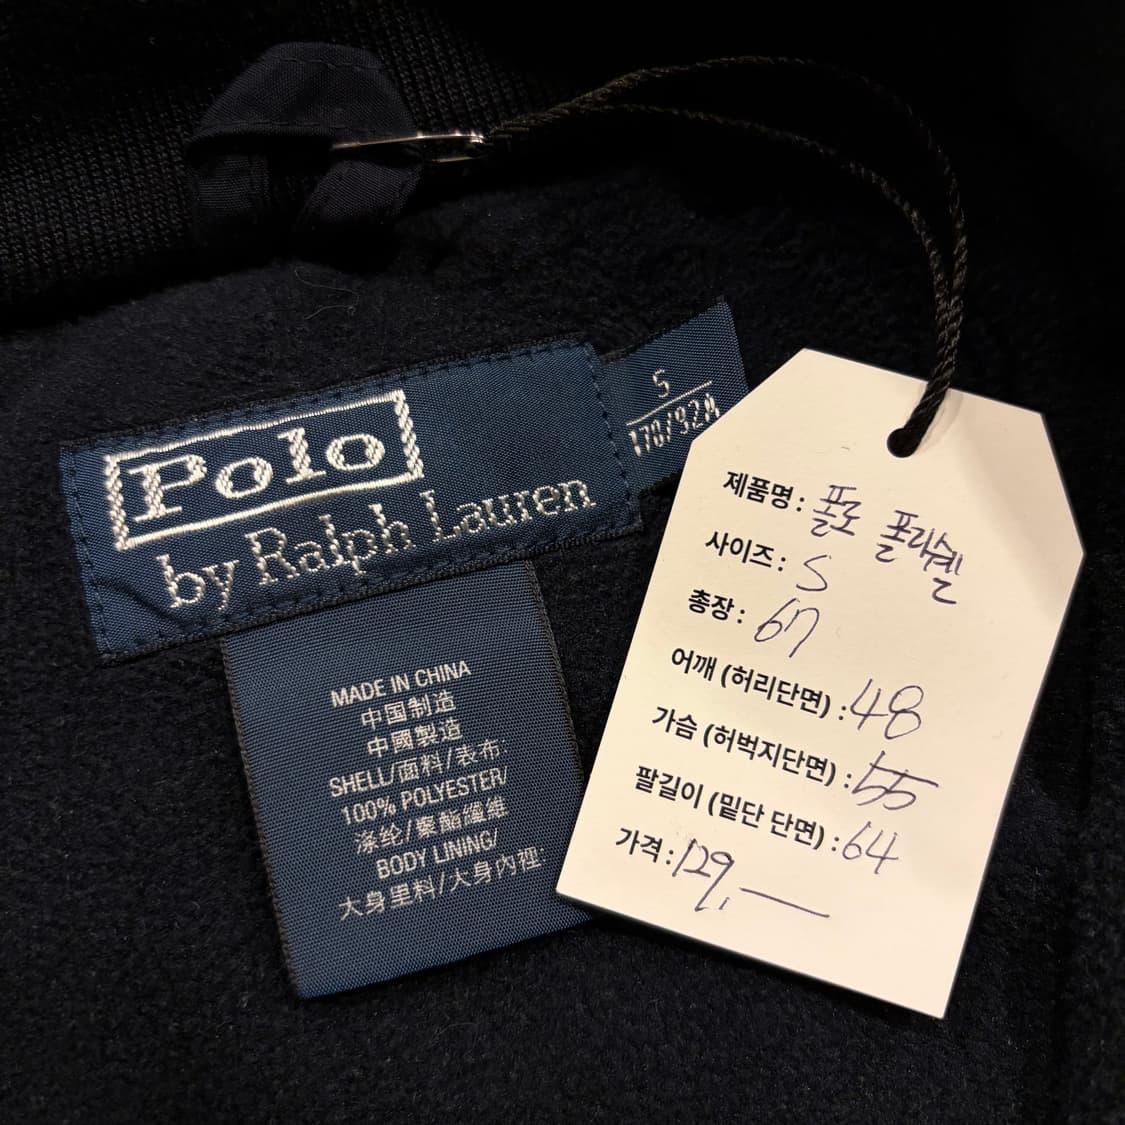 Polo
by Ralph Lauren
S
170/92A
MADE IN CHINA
中国制造
中國製造
SHELL/面料/表布:
100% POLYESTER/
涤纶/聚酯纖維
BODY LINING/
大身里料/大身內裡:
제품명: 폴로 폴리쉘
사이즈: S
총장: 67
어깨 (허리단면) : 48
가슴 (허벅지단면) : 55
팔길이 (밑단 단면) : 64
가격 : 129,—